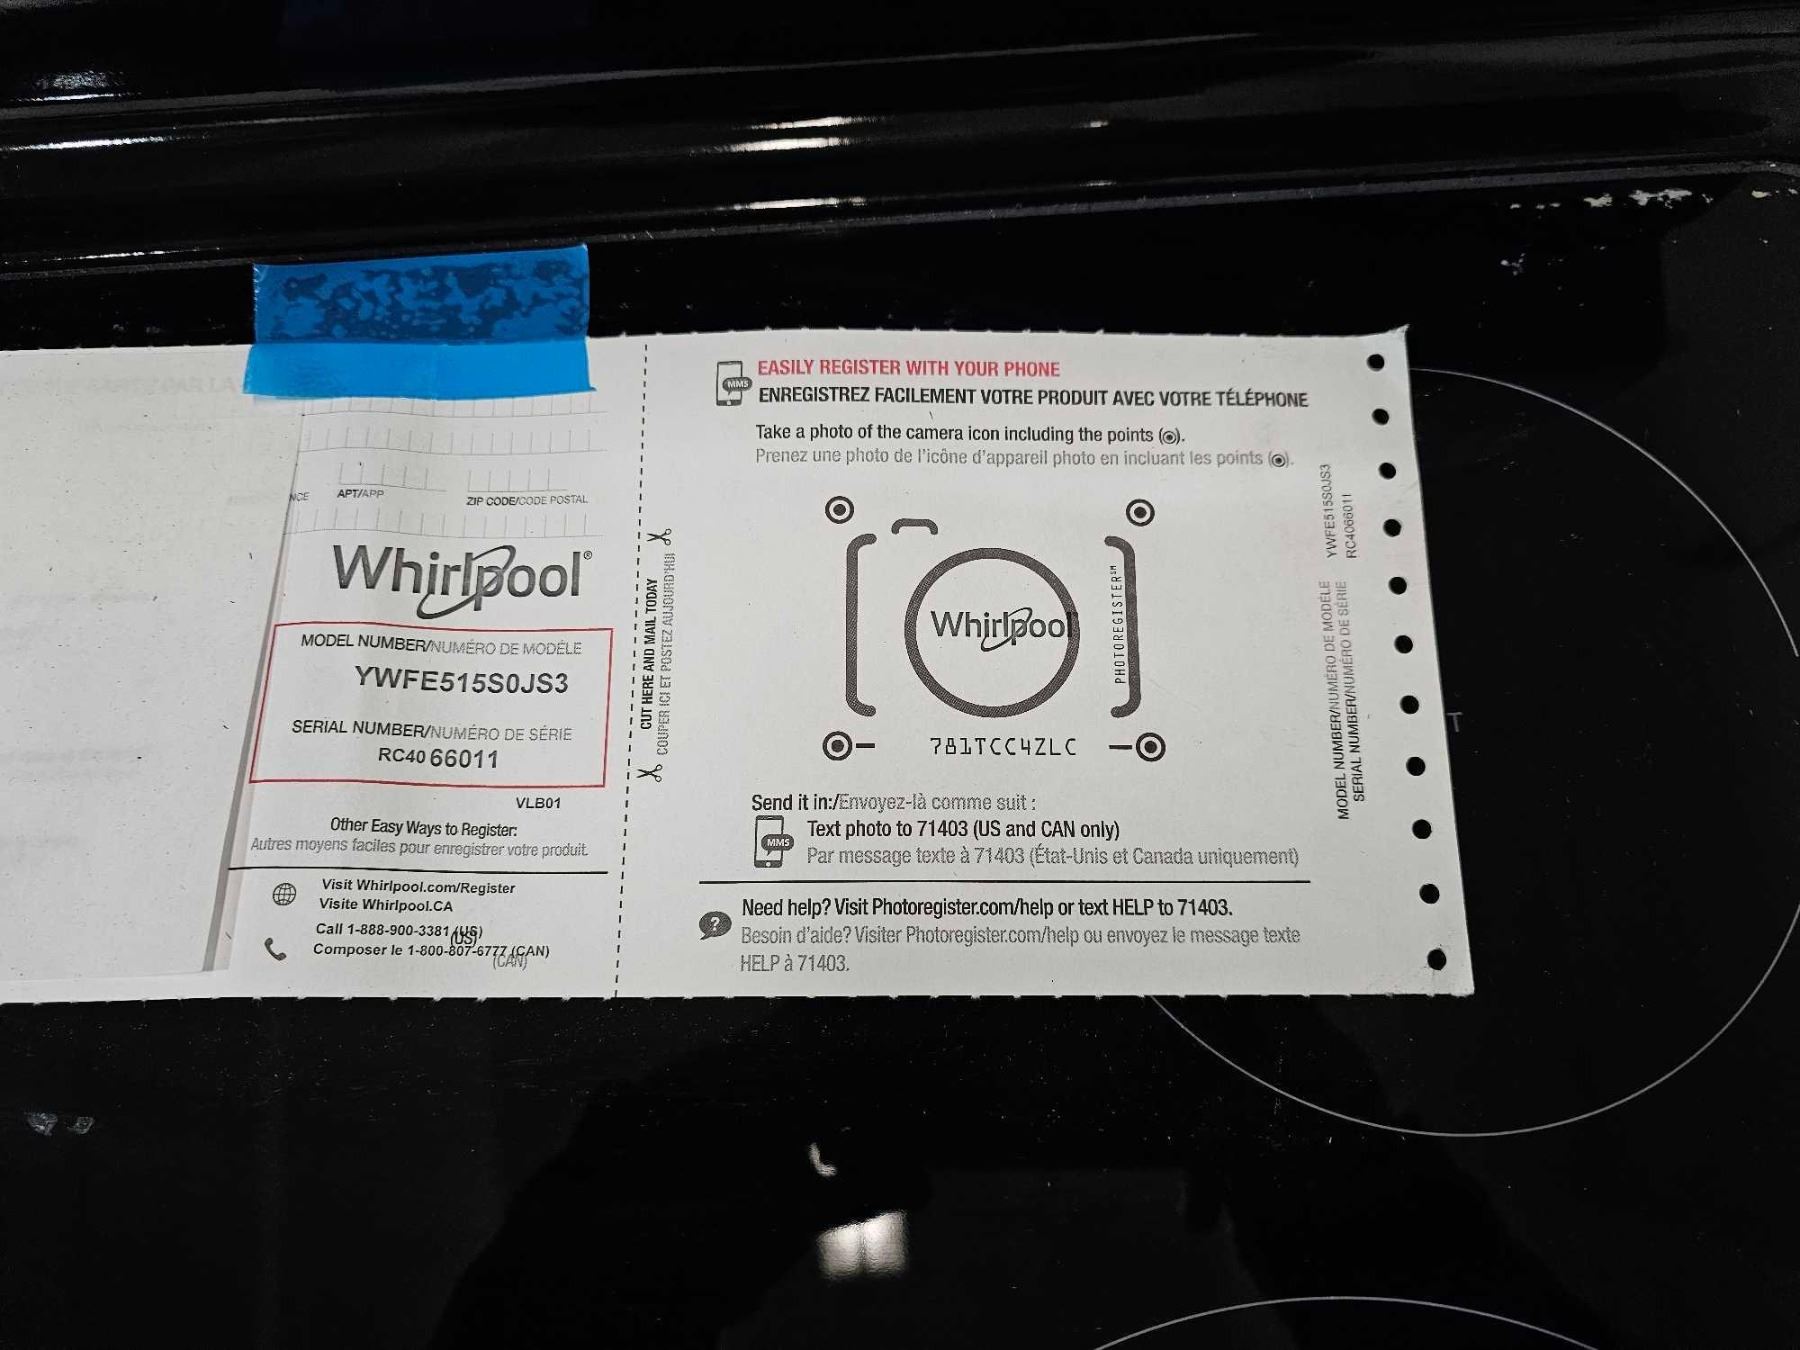 NCE APT/APP ZIP CODE/CODE POSTAL
Whirlpool®
MODEL NUMBER/NUMÉRO DE MODÈLE
YWFE515S0JS3
SERIAL NUMBER/NUMÉRO DE SÉRIE
RC4066011
VLB01
Other Easy Ways to Register:
Autres moyens faciles pour enregistrer votre produit.
Visit Whirlpool.com/Register
Visite Whirlpool.CA
Call 1-888-900-3381 (US)
(US)
Composer le 1-800-807-6777 (CAN)
(CAN)
CUT HERE AND MAIL TODAY
COUPER ICI ET POSTEZ AUJOURD'HUI
MMS
EASILY REGISTER WITH YOUR PHONE
ENREGISTREZ FACILEMENT VOTRE PRODUIT AVEC VOTRE TÉLÉPHONE
Take a photo of the camera icon including the points (◉).
Prenez une photo de l'icône d'appareil photo en incluant les points (◉).
Whirlpool
PHOTOREGISTER℠
781TCC4ZLC
Send it in:/Envoyez-là comme suit :
MMS
Text photo to 71403 (US and CAN only)
Par message texte à 71403 (État-Unis et Canada uniquement)
Need help? Visit Photoregister.com/help or text HELP to 71403.
Besoin d'aide? Visiter Photoregister.com/help ou envoyez le message texte
HELP à 71403.
MODEL NUMBER/NUMÉRO DE MODÈLE YWFE515S0JS3
SERIAL NUMBER/NUMÉRO DE SÉRIE RC4066011